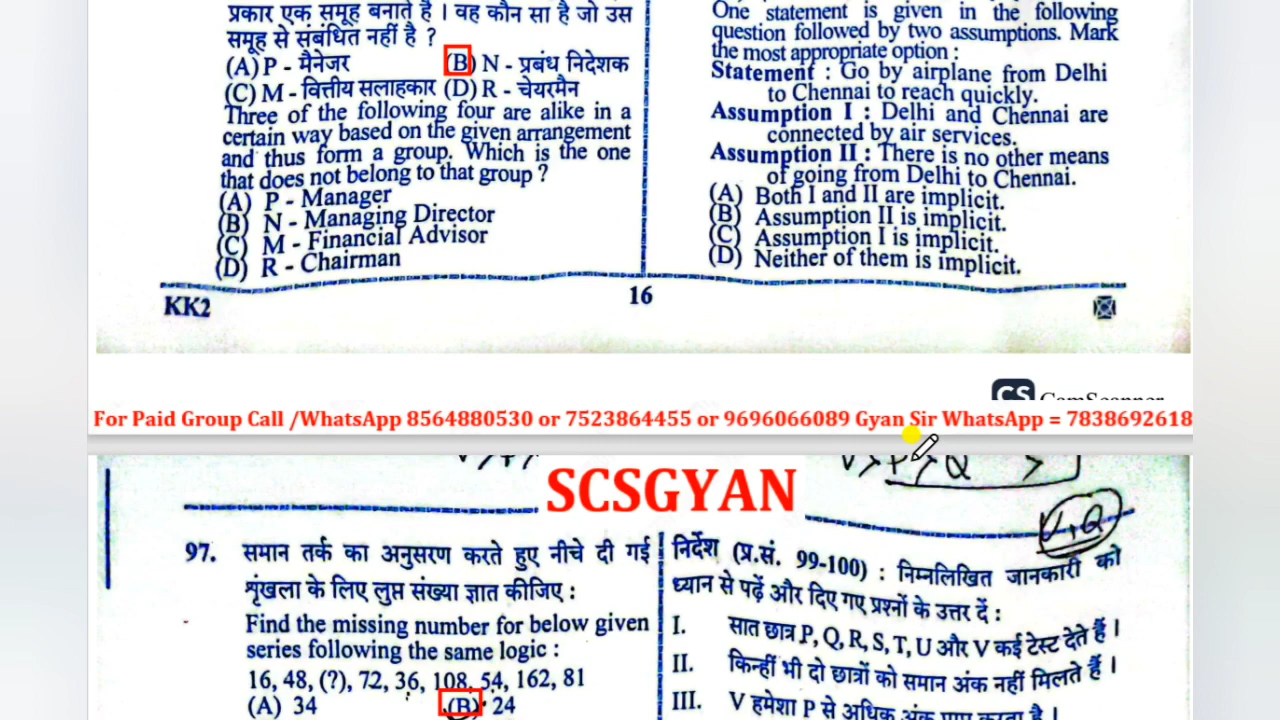 प्रकार एक समूह बनाते हैं । वह कौन सा है जो उस
समूह से संबंधित नहीं है ?
(A) P - मैनेजर (B) N - प्रबंध निदेशक
(C) M - वित्तीय सलाहकार (D) R - चेयरमैन
Three of the following four are alike in a
certain way based on the given arrangement
and thus form a group. Which is the one
that does not belong to that group ?
(A) P - Manager
(B) N - Managing Director
(C) M - Financial Advisor
(D) R - Chairman
One statement is given in the following
question followed by two assumptions. Mark
the most appropriate option :
Statement : Go by airplane from Delhi
to Chennai to reach quickly.
Assumption I : Delhi and Chennai are
connected by air services.
Assumption II : There is no other means
of going from Delhi to Chennai.
(A) Both I and II are implicit.
(B) Assumption II is implicit.
(C) Assumption I is implicit.
(D) Neither of them is implicit.
KK2
16
CS CamScanner
For Paid Group Call /WhatsApp 8564880530 or 7523864455 or 9696066089 Gyan Sir WhatsApp = 7838692618
SCSGYAN
V, Q
97. समान तर्क का अनुसरण करते हुए नीचे दी गई
शृंखला के लिए लुप्त संख्या ज्ञात कीजिए :
Find the missing number for below given
series following the same logic :
16, 48, (?), 72, 36, 108, 54, 162, 81
(A) 34 (B) 24
निर्देश (प्र.सं. 99-100) : निम्नलिखित जानकारी को
ध्यान से पढ़ें और दिए गए प्रश्नों के उत्तर दें :
I. सात छात्र P, Q, R, S, T, U और V कई टेस्ट देते हैं ।
II. किन्हीं भी दो छात्रों को समान अंक नहीं मिलते हैं ।
III. V हमेशा P से अधिक अंक प्राप्त करता है ।